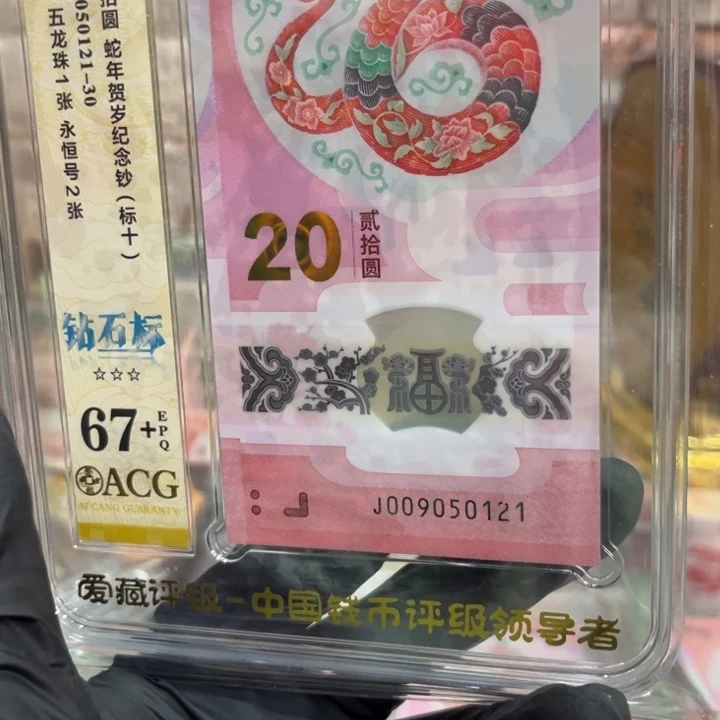 拾圆 蛇年贺岁纪念钞(标十)
050121-30
五龙珠1张 永恒号2张
钻石标
☆☆☆
67+
EPQ
ACG
AICANG GUARANTY
20
贰拾圆
福
J009050121
爱藏评级-中国钱币评级领导者